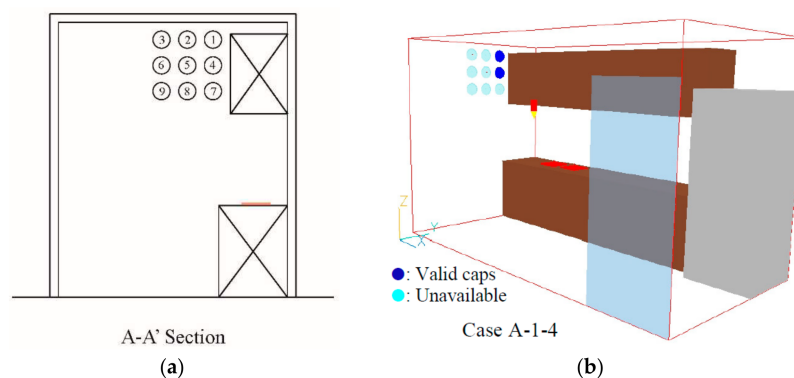 3 2 1
6 5 4
9 8 7
A-A’ Section
(a)
Z
Y
X
: Valid caps
: Unavailable
Case A-1-4
(b)